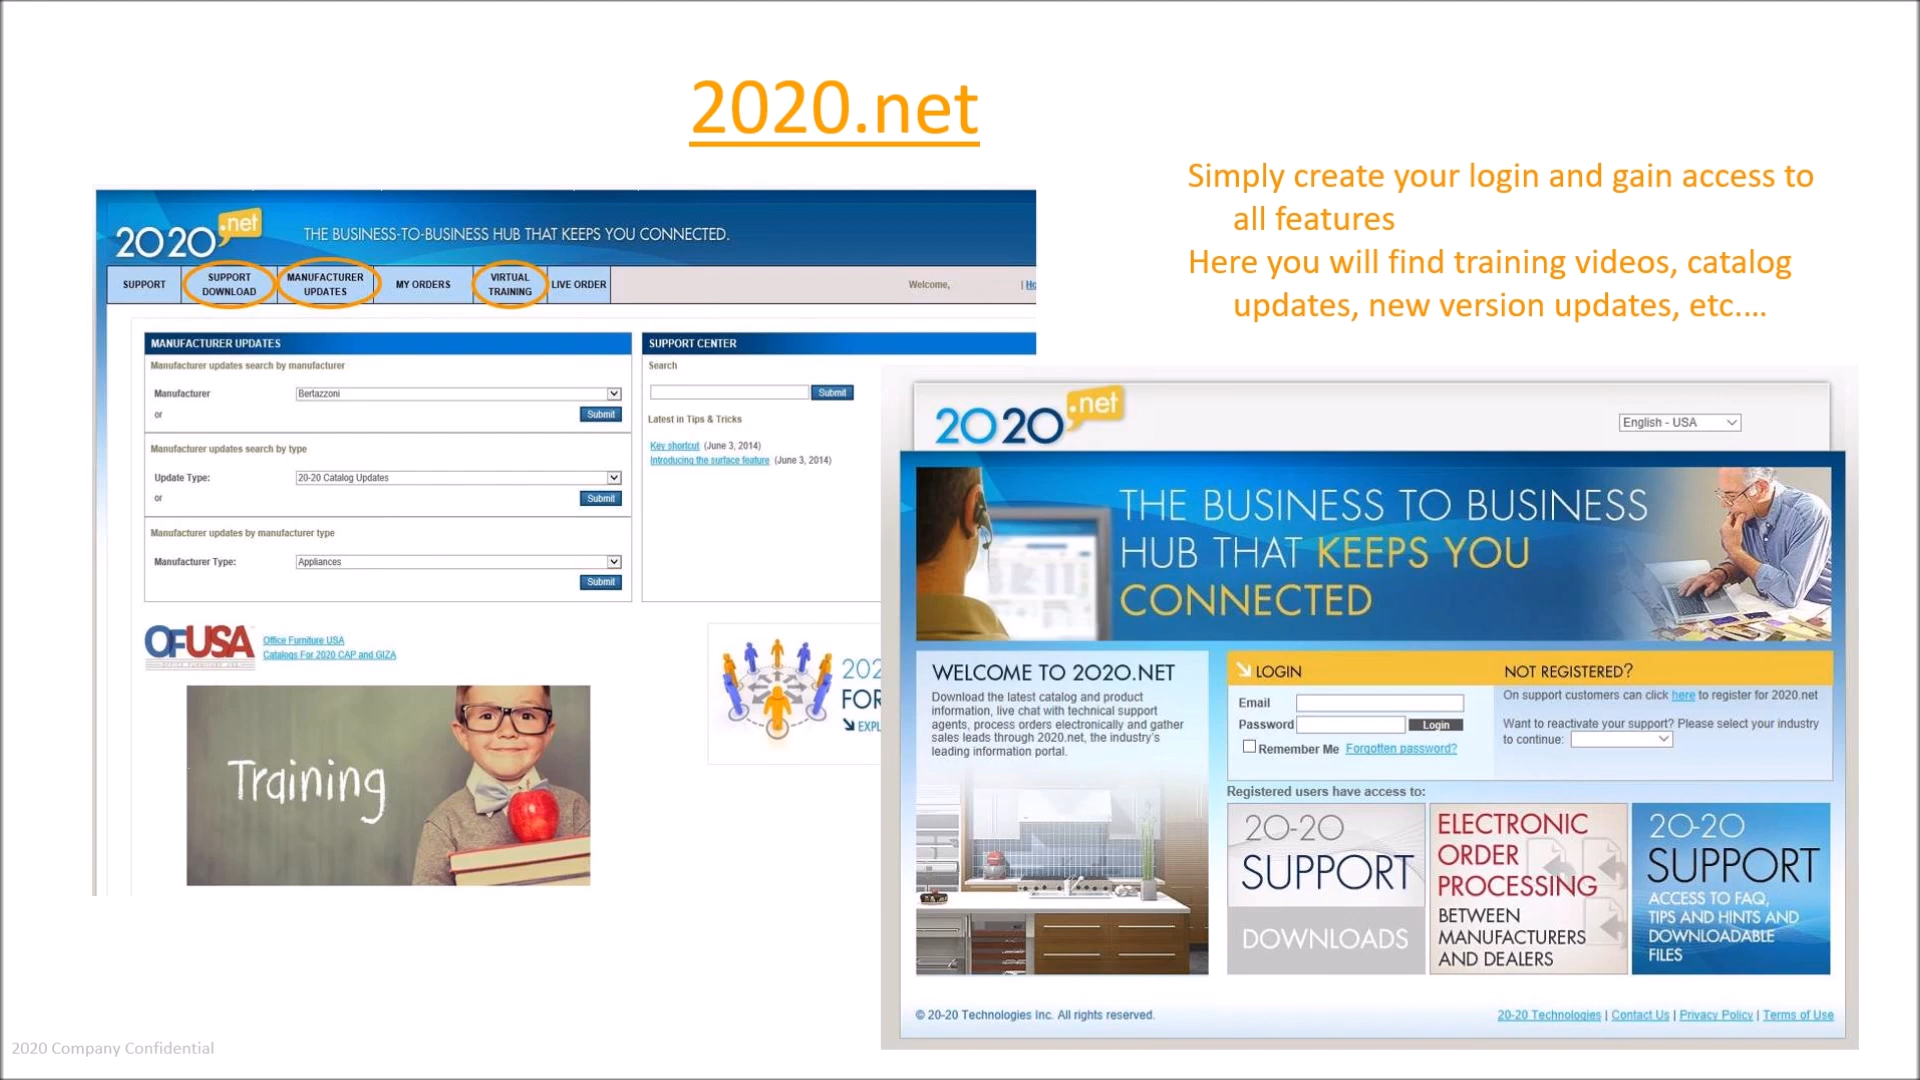 2020.net
Simply create your login and gain access to
all features
Here you will find training videos, catalog
updates, new version updates, etc.…
2020.net
THE BUSINESS-TO-BUSINESS HUB THAT KEEPS YOU CONNECTED.
SUPPORT
SUPPORT
DOWNLOAD
MANUFACTURER
UPDATES
MY ORDERS
VIRTUAL
TRAINING
LIVE ORDER
Welcome,
| Ho
MANUFACTURER UPDATES
Manufacturer updates search by manufacturer
Manufacturer
Bertazzoni
or
Submit
Manufacturer updates search by type
Update Type:
20-20 Catalog Updates
or
Submit
Manufacturer updates by manufacturer type
Manufacturer Type:
Appliances
Submit
SUPPORT CENTER
Search
Submit
Latest in Tips & Tricks
Key shortcut (June 3, 2014)
Introducing the surface feature (June 3, 2014)
OFUSA
Office Furniture USA
Catalogs For 2020 CAP and GIZA
202
FOR
EXPL
Training
2020.net
English - USA
THE BUSINESS TO BUSINESS
HUB THAT KEEPS YOU
CONNECTED
WELCOME TO 2020.NET
Download the latest catalog and product
information, live chat with technical support
agents, process orders electronically and gather
sales leads through 2020.net, the industry's
leading information portal.
LOGIN
Email
Password
Login
Remember Me Forgotten password?
NOT REGISTERED?
On support customers can click here to register for 2020.net
Want to reactivate your support? Please select your industry
to continue:
Registered users have access to:
20-20
SUPPORT
DOWNLOADS
ELECTRONIC
ORDER
PROCESSING
BETWEEN
MANUFACTURERS
AND DEALERS
20-20
SUPPORT
ACCESS TO FAQ,
TIPS AND HINTS AND
DOWNLOADABLE
FILES
© 20-20 Technologies Inc. All rights reserved.
20-20 Technologies | Contact Us | Privacy Policy | Terms of Use
2020 Company Confidential